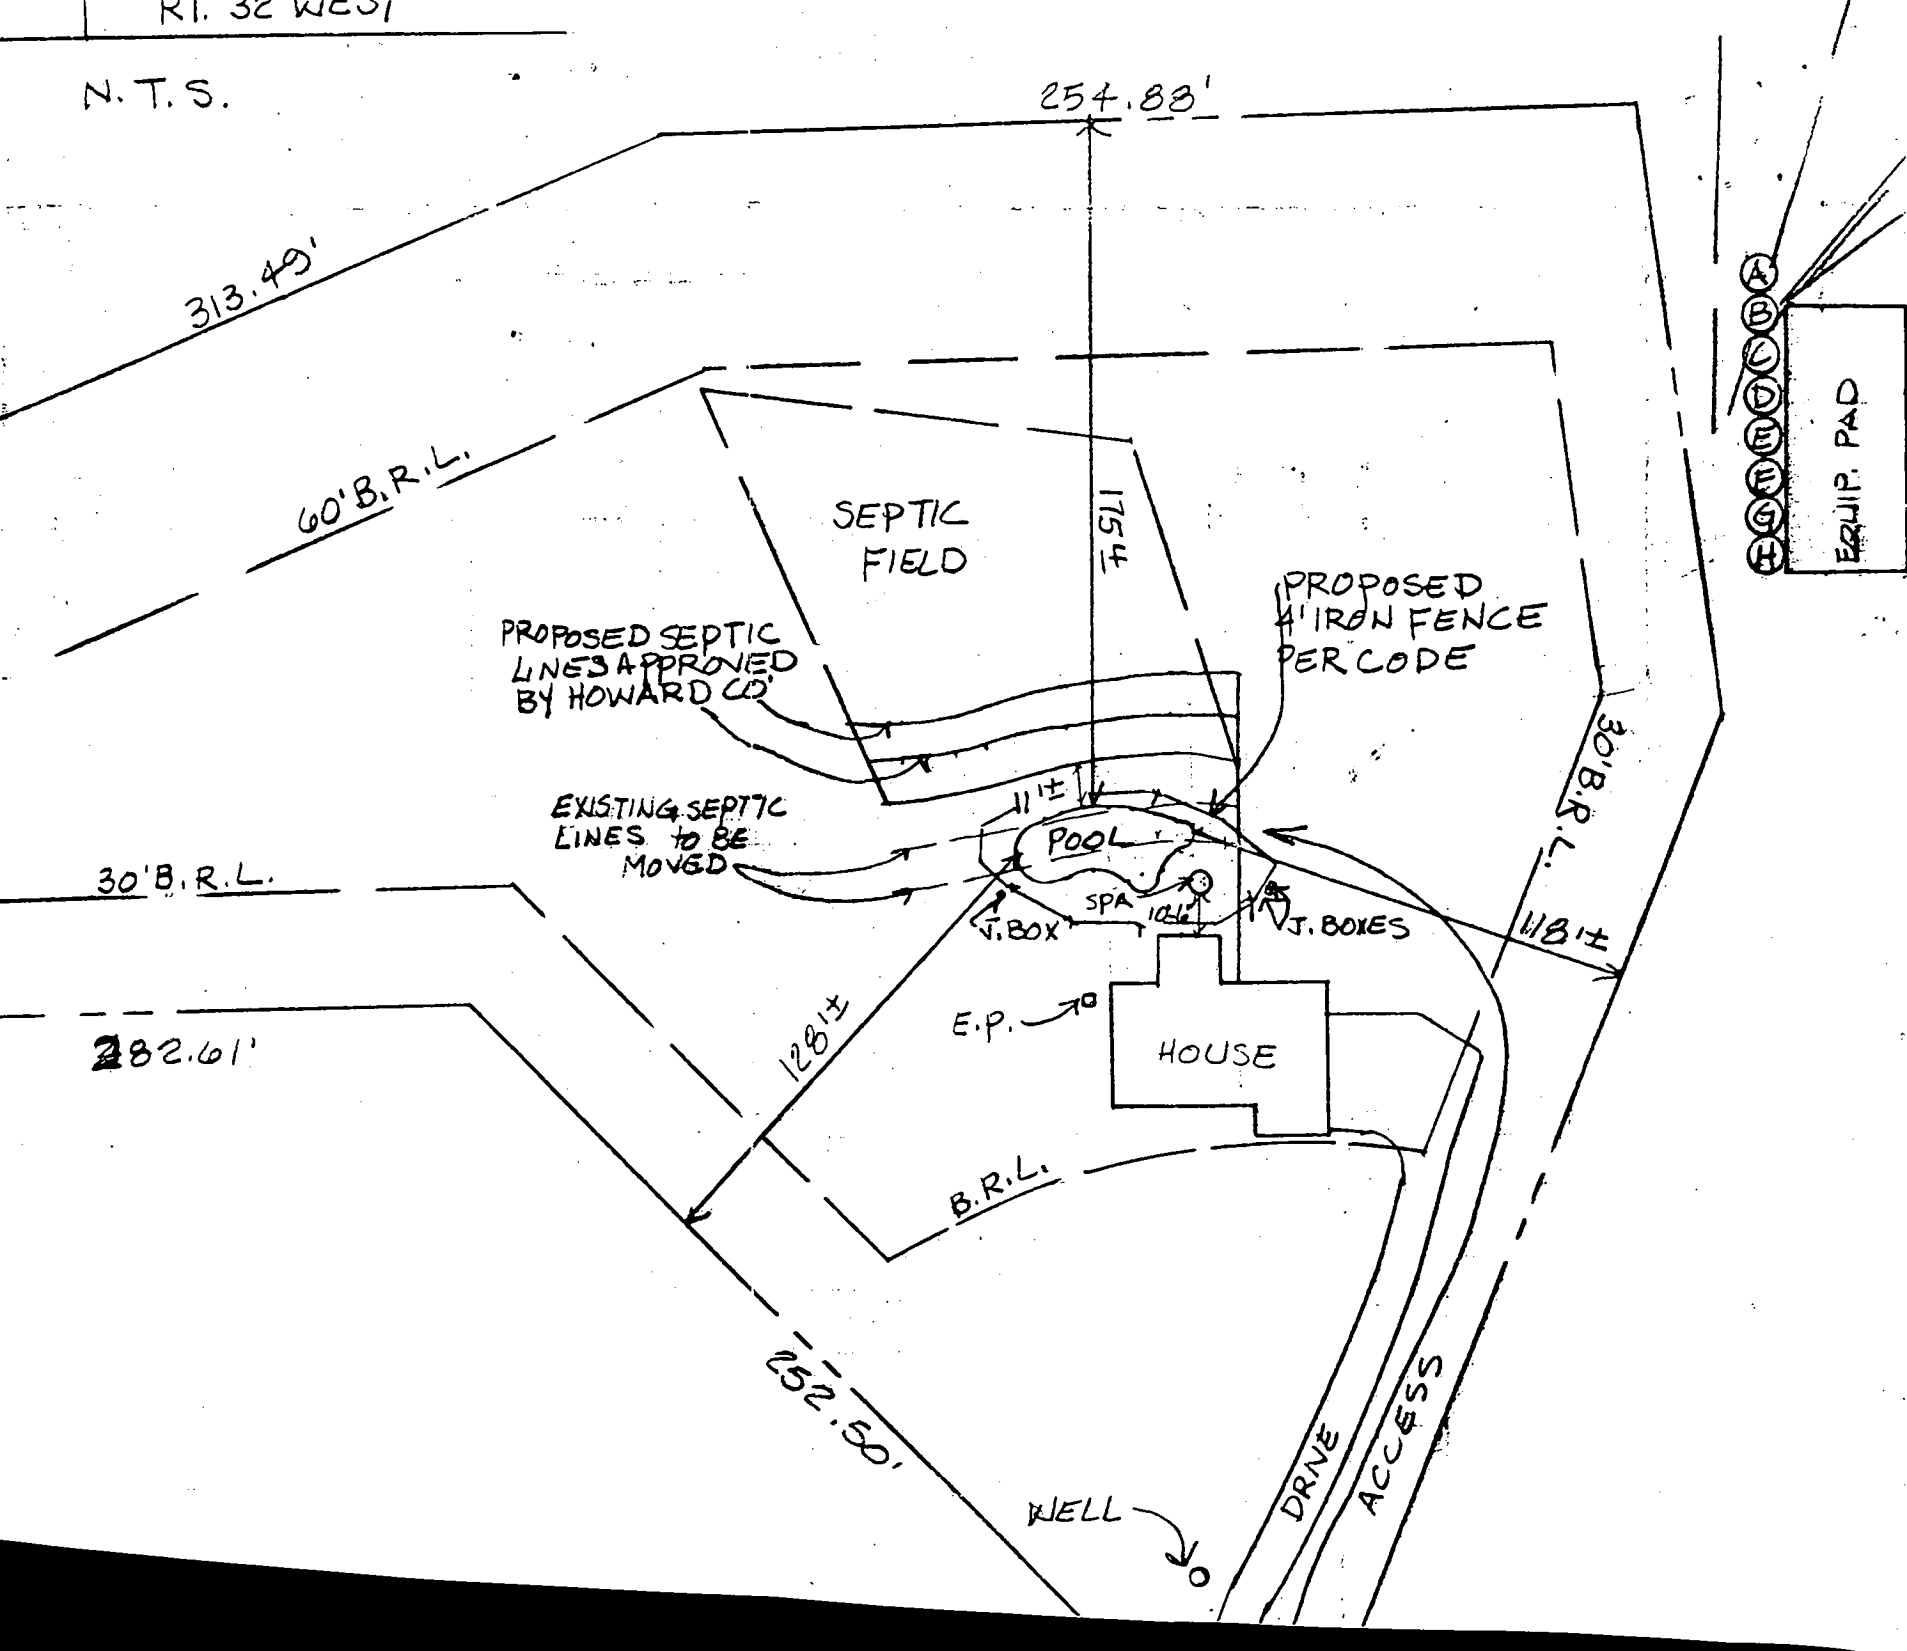 RT. 32 WEST
N.T.S.
254.88'
313.49'
A
B
C
D
E
F
G
H
EQUIP. PAD
60' B.R.L.
SEPTIC
FIELD
175±
PROPOSED
4' IRON FENCE
PER CODE
PROPOSED SEPTIC
LINES APPROVED
BY HOWARD CO.
30' B.R.L.
EXISTING SEPTIC
LINES to BE
MOVED
11'±
POOL
30' B.R.L.
SPA
J. BOX
J. BOXES
118'±
E.P.
128'±
HOUSE
282.61'
B.R.L.
252.50'
DRIVE
ACCESS
WELL